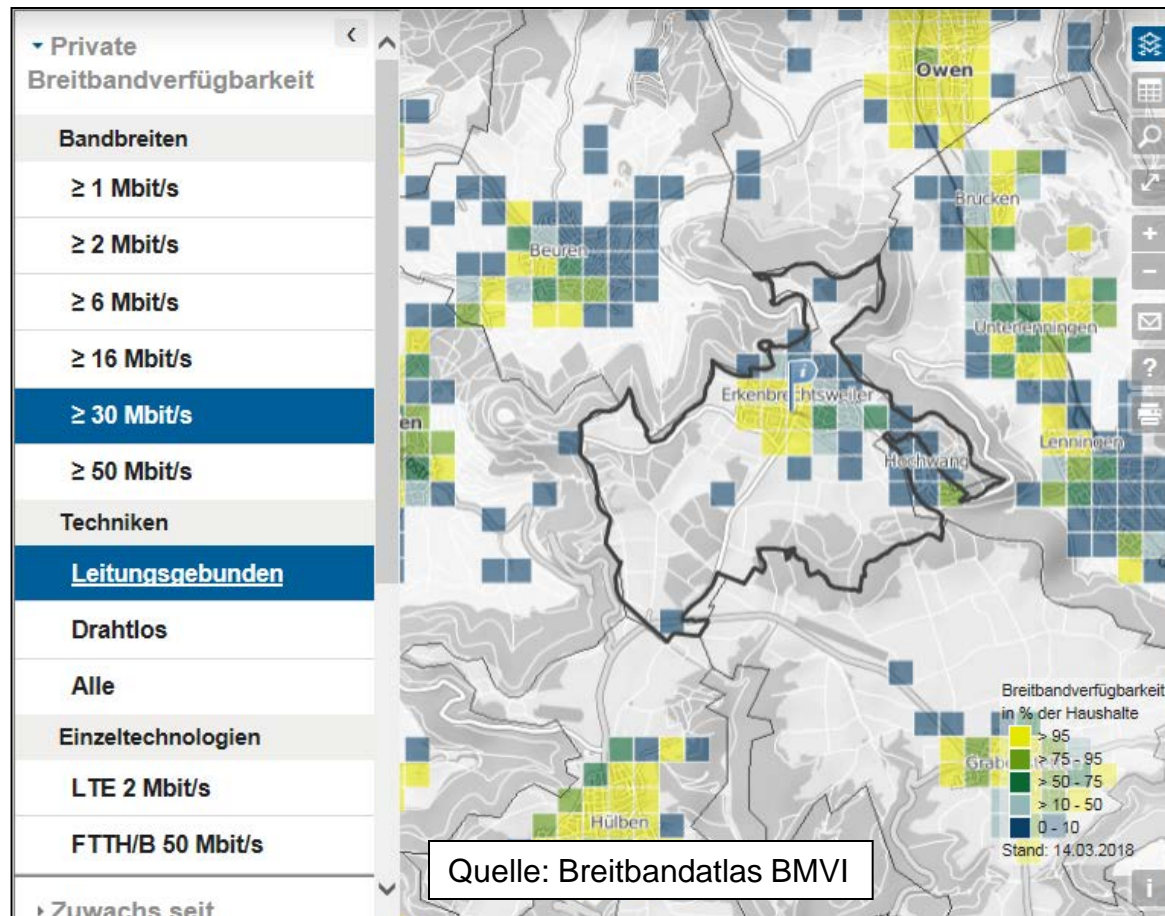 Private
Breitbandverfügbarkeit
Bandbreiten
≥ 1 Mbit/s
≥ 2 Mbit/s
≥ 6 Mbit/s
≥ 16 Mbit/s
≥ 30 Mbit/s
≥ 50 Mbit/s
Techniken
Leitungsgebunden
Drahtlos
Alle
Einzeltechnologien
LTE 2 Mbit/s
FTTH/B 50 Mbit/s
Zuwachs seit
Owen
Brucken
Beuren
Unterlenningen
Erkenbrechtsweiler
en
Lenningen
Hochwang
Hülben
Breitbandverfügbarkeit
in % der Haushalte
> 95
> 75 - 95
> 50 - 75
> 10 - 50
0 - 10
Stand: 14.03.2018
Quelle: Breitbandatlas BMVI